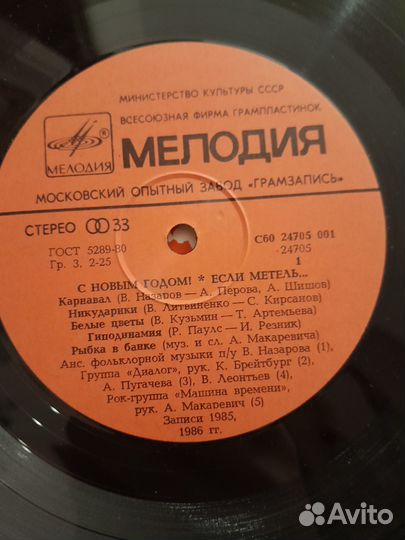 МИНИСТЕРСТВО КУЛЬТУРЫ СССР
ВСЕСОЮЗНАЯ ФИРМА ГРАМПЛАСТИНОК
МЕЛОДИЯ
®
МЕЛОДИЯ
МОСКОВСКИЙ ОПЫТНЫЙ ЗАВОД «ГРАМЗАПИСЬ»
СТЕРЕО 33
ГОСТ 5289-80
Гр. 3. 2-25
С60 24705 001
24705
1
С НОВЫМ ГОДОМ! * ЕСЛИ МЕТЕЛЬ...
Карнавал (В. Назаров — А. Перова, А. Шишов)
Никударики (В. Литвиненко — С. Кирсанов)
Белые цветы (В. Кузьмин — Т. Артемьева)
Гиподинамия (Р. Паулс — И. Резник)
Рыбка в банке (муз. и сл. А. Макаревича)
Анс. фольклорной музыки п/у В. Назарова (1),
Группа «Диалог», рук. К. Брейтбург (2),
А. Пугачева (3), В. Леонтьев (4),
Рок-группа «Машина времени»,
рук. А. Макаревич (5)
Записи 1985,
1986 гг.
Avito